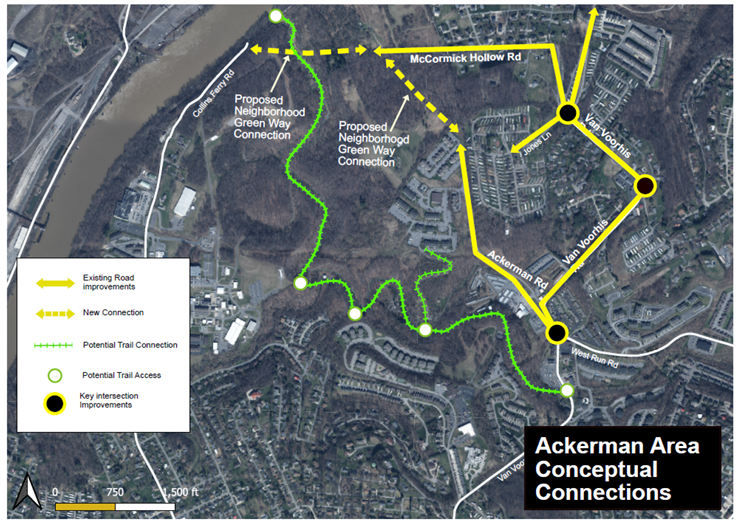 McCormick Hollow Rd
Collins Ferry Rd
Proposed
Neighborhood
Green Way
Connection
Proposed
Neighborhood
Green Way
Connection
Van Voorhis
Jones Ln
Van Voorhis
Ackerman Rd
West Run Rd
Existing Road
improvements
New Connection
Potential Trail Connection
Potential Trail Access
Key intersection
Improvements
Van Voo
0 750 1,500 ft
Ackerman Area
Conceptual
Connections